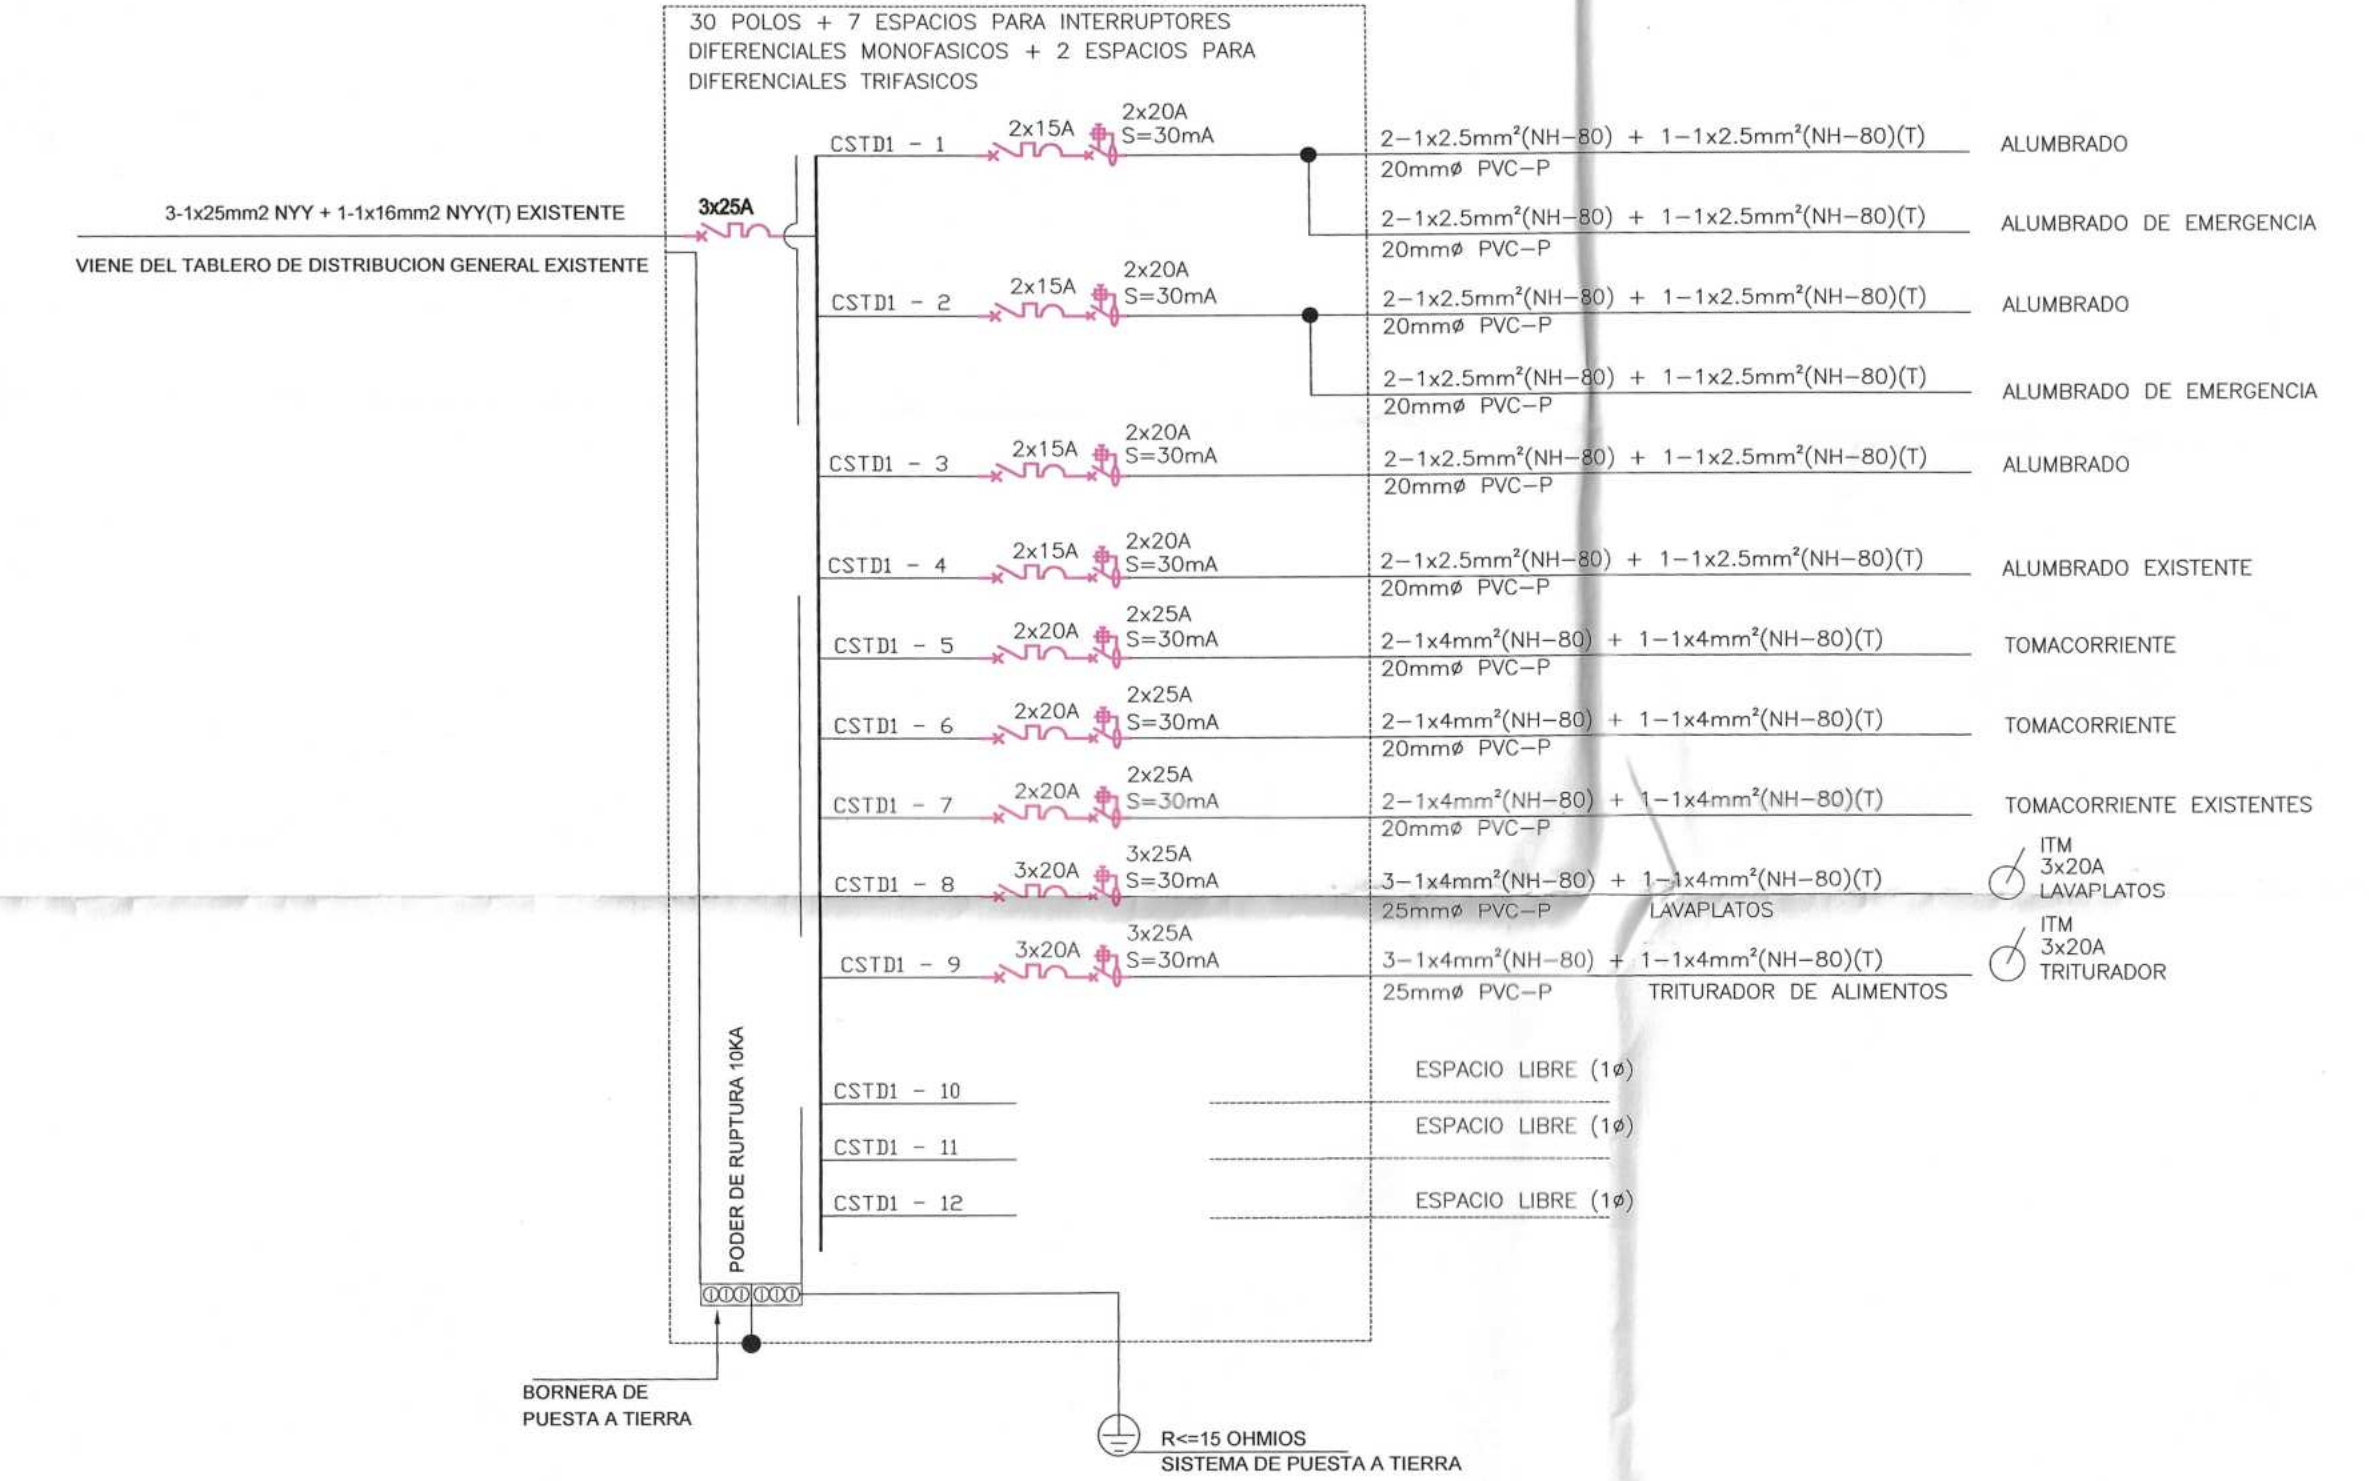 30 POLOS + 7 ESPACIOS PARA INTERRUPTORES
DIFERENCIALES MONOFASICOS + 2 ESPACIOS PARA
DIFERENCIALES TRIFASICOS
3-1x25mm2 NYY + 1-1x16mm2 NYY(T) EXISTENTE
VIENE DEL TABLERO DE DISTRIBUCION GENERAL EXISTENTE
3x25A
CSTD1 - 1
2x15A
2x20A
S=30mA
2-1x2.5mm²(NH-80) + 1-1x2.5mm²(NH-80)(T)
20mmø PVC-P
ALUMBRADO
2-1x2.5mm²(NH-80) + 1-1x2.5mm²(NH-80)(T)
20mmø PVC-P
ALUMBRADO DE EMERGENCIA
CSTD1 - 2
2x15A
2x20A
S=30mA
2-1x2.5mm²(NH-80) + 1-1x2.5mm²(NH-80)(T)
20mmø PVC-P
ALUMBRADO
2-1x2.5mm²(NH-80) + 1-1x2.5mm²(NH-80)(T)
20mmø PVC-P
ALUMBRADO DE EMERGENCIA
CSTD1 - 3
2x15A
2x20A
S=30mA
2-1x2.5mm²(NH-80) + 1-1x2.5mm²(NH-80)(T)
20mmø PVC-P
ALUMBRADO
CSTD1 - 4
2x15A
2x20A
S=30mA
2-1x2.5mm²(NH-80) + 1-1x2.5mm²(NH-80)(T)
20mmø PVC-P
ALUMBRADO EXISTENTE
CSTD1 - 5
2x20A
2x25A
S=30mA
2-1x4mm²(NH-80) + 1-1x4mm²(NH-80)(T)
20mmø PVC-P
TOMACORRIENTE
CSTD1 - 6
2x20A
2x25A
S=30mA
2-1x4mm²(NH-80) + 1-1x4mm²(NH-80)(T)
20mmø PVC-P
TOMACORRIENTE
CSTD1 - 7
2x20A
2x25A
S=30mA
2-1x4mm²(NH-80) + 1-1x4mm²(NH-80)(T)
20mmø PVC-P
TOMACORRIENTE EXISTENTES
CSTD1 - 8
3x20A
3x25A
S=30mA
3-1x4mm²(NH-80) + 1-1x4mm²(NH-80)(T)
25mmø PVC-P
LAVAPLATOS
ITM
3x20A
LAVAPLATOS
CSTD1 - 9
3x20A
3x25A
S=30mA
3-1x4mm²(NH-80) + 1-1x4mm²(NH-80)(T)
25mmø PVC-P
TRITURADOR DE ALIMENTOS
ITM
3x20A
TRITURADOR
CSTD1 - 10
ESPACIO LIBRE (1ø)
CSTD1 - 11
ESPACIO LIBRE (1ø)
CSTD1 - 12
ESPACIO LIBRE (1ø)
PODER DE RUPTURA 10KA
BORNERA DE
PUESTA A TIERRA
R<=15 OHMIOS
SISTEMA DE PUESTA A TIERRA